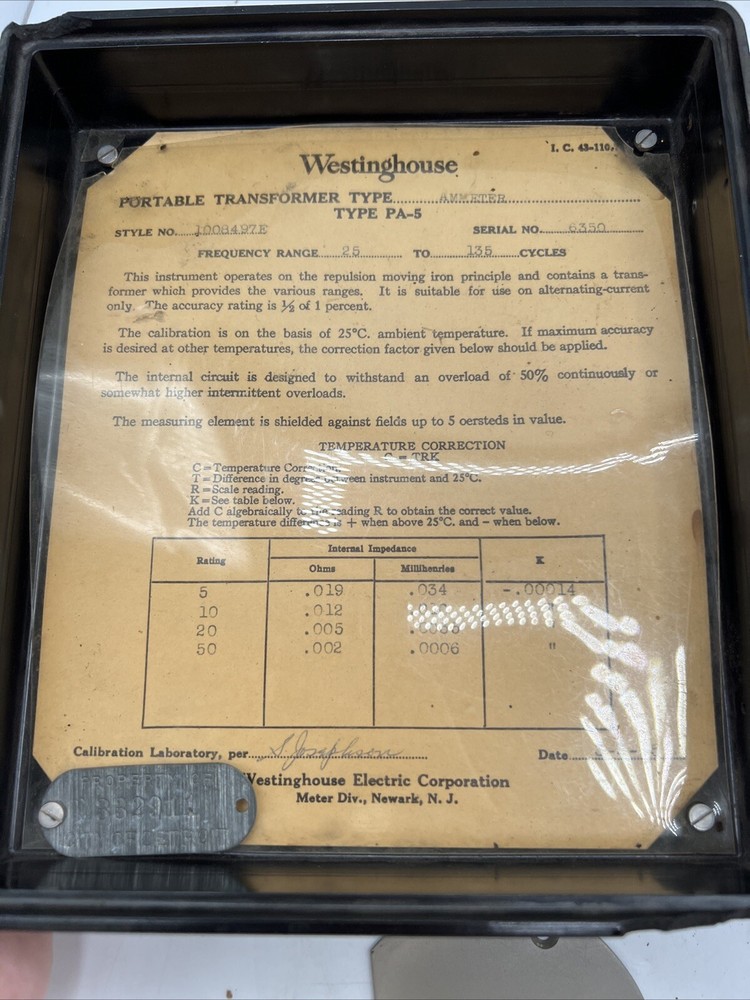 I. C. 43-110.
Westinghouse
PORTABLE TRANSFORMER TYPE AMMETER
TYPE PA-5
STYLE NO. 1008497E SERIAL NO. 6350
FREQUENCY RANGE 25 TO 135 CYCLES
This instrument operates on the repulsion moving iron principle and contains a trans-
former which provides the various ranges. It is suitable for use on alternating-current
only. The accuracy rating is ½ of 1 percent.
The calibration is on the basis of 25°C. ambient temperature. If maximum accuracy
is desired at other temperatures, the correction factor given below should be applied.
The internal circuit is designed to withstand an overload of 50% continuously or
somewhat higher intermittent overloads.
The measuring element is shielded against fields up to 5 oersteds in value.
TEMPERATURE CORRECTION
C = TRK
C = Temperature Correction.
T = Difference in degrees between instrument and 25°C.
R = Scale reading.
K = See table below.
Add C algebraically to the reading R to obtain the correct value.
The temperature difference is + when above 25°C. and – when below.
Rating Internal Impedance K
Ohms Millihenries
5 .019 .034 -.00014
10 .012
20 .005
50 .002 .0006 "
Calibration Laboratory, per S. Josephson Date
Westinghouse Electric Corporation
Meter Div., Newark, N. J.
PROPERTY OF